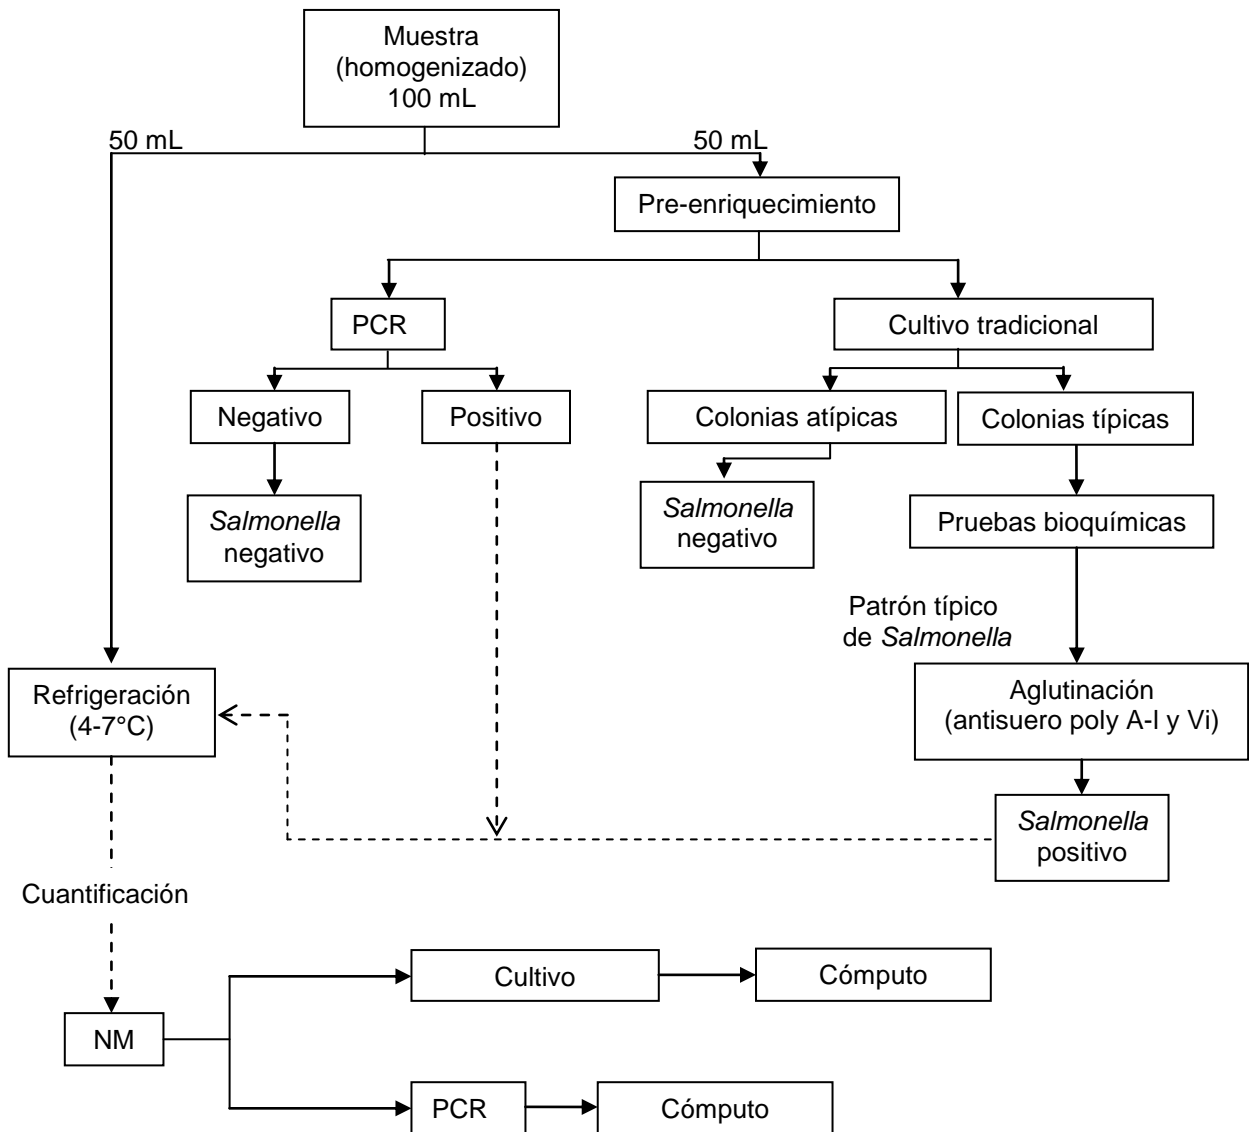 Muestra
(homogenizado)
100 mL
50 mL
50 mL
Pre-enriquecimiento
PCR
Cultivo tradicional
Negativo
Positivo
Colonias atípicas
Colonias típicas
Salmonella
negativo
Salmonella
negativo
Pruebas bioquímicas
Patrón típico
de Salmonella
Refrigeración
(4-7°C)
Aglutinación
(antisuero poly A-I y Vi)
Salmonella
positivo
Cuantificación
Cultivo
Cómputo
NM
PCR
Cómputo